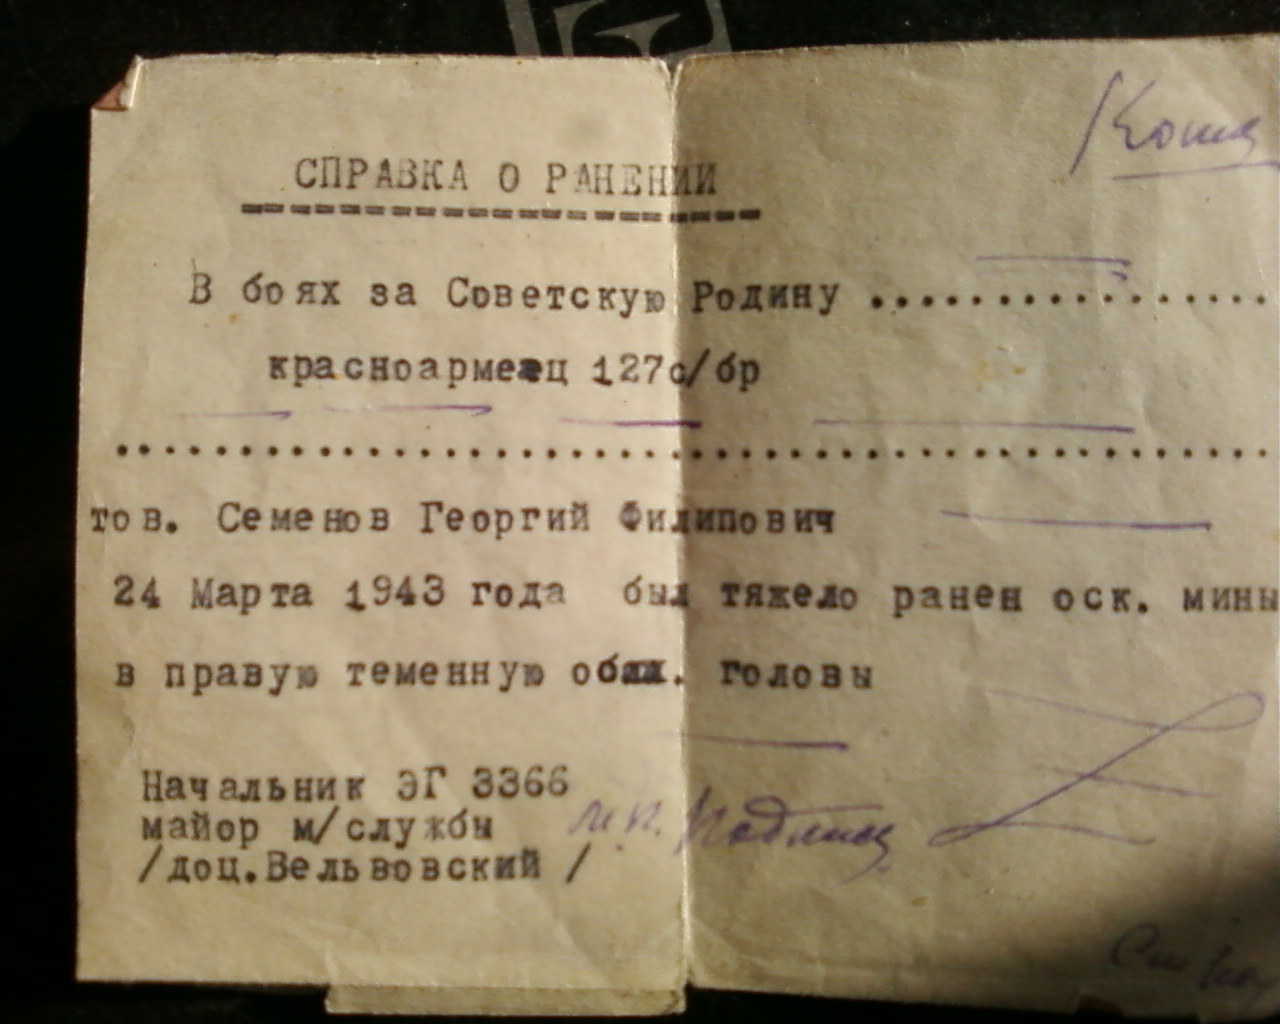 СПРАВКА О РАНЕНИИ
В боях за Советскую Родину ..................
красноармеец 127с/бр
................................................
тов. Семенов Георгий Филипович
24 Марта 1943 года был тяжело ранен оск. мины
в правую теменную обл. головы
Начальник ЭГ 3366
майор м/службы м.п. Подпись
/доц.Вельвовский /